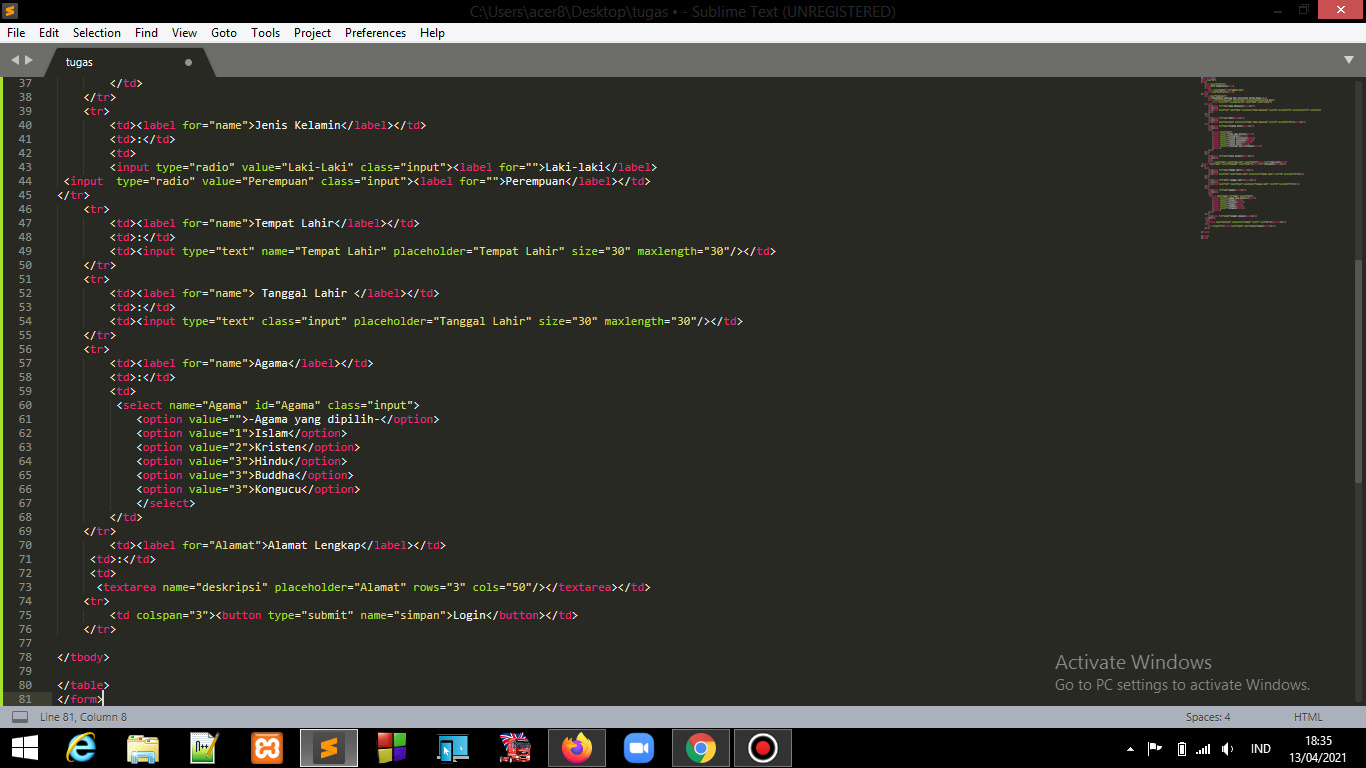 C:\Users\acer8\Desktop\tugas • - Sublime Text (UNREGISTERED)
File Edit Selection Find View Goto Tools Project Preferences Help
tugas
37 </td>
38 </tr>
39 <tr>
40 <td><label for="name">Jenis Kelamin</label></td>
41 <td>:</td>
42 <td>
43 <input type="radio" value="Laki-Laki" class="input"><label for="">Laki-laki</label>
44 <input  type="radio" value="Perempuan" class="input"><label for="">Perempuan</label></td>
45 </tr>
46 <tr>
47 <td><label for="name">Tempat Lahir</label></td>
48 <td>:</td>
49 <td><input type="text" name="Tempat Lahir" placeholder="Tempat Lahir" size="30" maxlength="30"/></td>
50 </tr>
51 <tr>
52 <td><label for="name"> Tanggal Lahir </label></td>
53 <td>:</td>
54 <td><input type="text" class="input" placeholder="Tanggal Lahir" size="30" maxlength="30"/></td>
55 </tr>
56 <tr>
57 <td><label for="name">Agama</label></td>
58 <td>:</td>
59 <td>
60 <select name="Agama" id="Agama" class="input">
61 <option value="">-Agama yang dipilih-</option>
62 <option value="1">Islam</option>
63 <option value="2">Kristen</option>
64 <option value="3">Hindu</option>
65 <option value="3">Buddha</option>
66 <option value="3">Kongucu</option>
67 </select>
68 </td>
69 </tr>
70 <td><label for="Alamat">Alamat Lengkap</label></td>
71 <td>:</td>
72 <td>
73 <textarea name="deskripsi" placeholder="Alamat" rows="3" cols="50"/></textarea></td>
74 <tr>
75 <td colspan="3"><button type="submit" name="simpan">Login</button></td>
76 </tr>
77
78 </tbody>
79
80 </table>
81 </form>
Activate Windows
Go to PC settings to activate Windows.
Line 81, Column 8 Spaces: 4 HTML
IND
18:35
13/04/2021